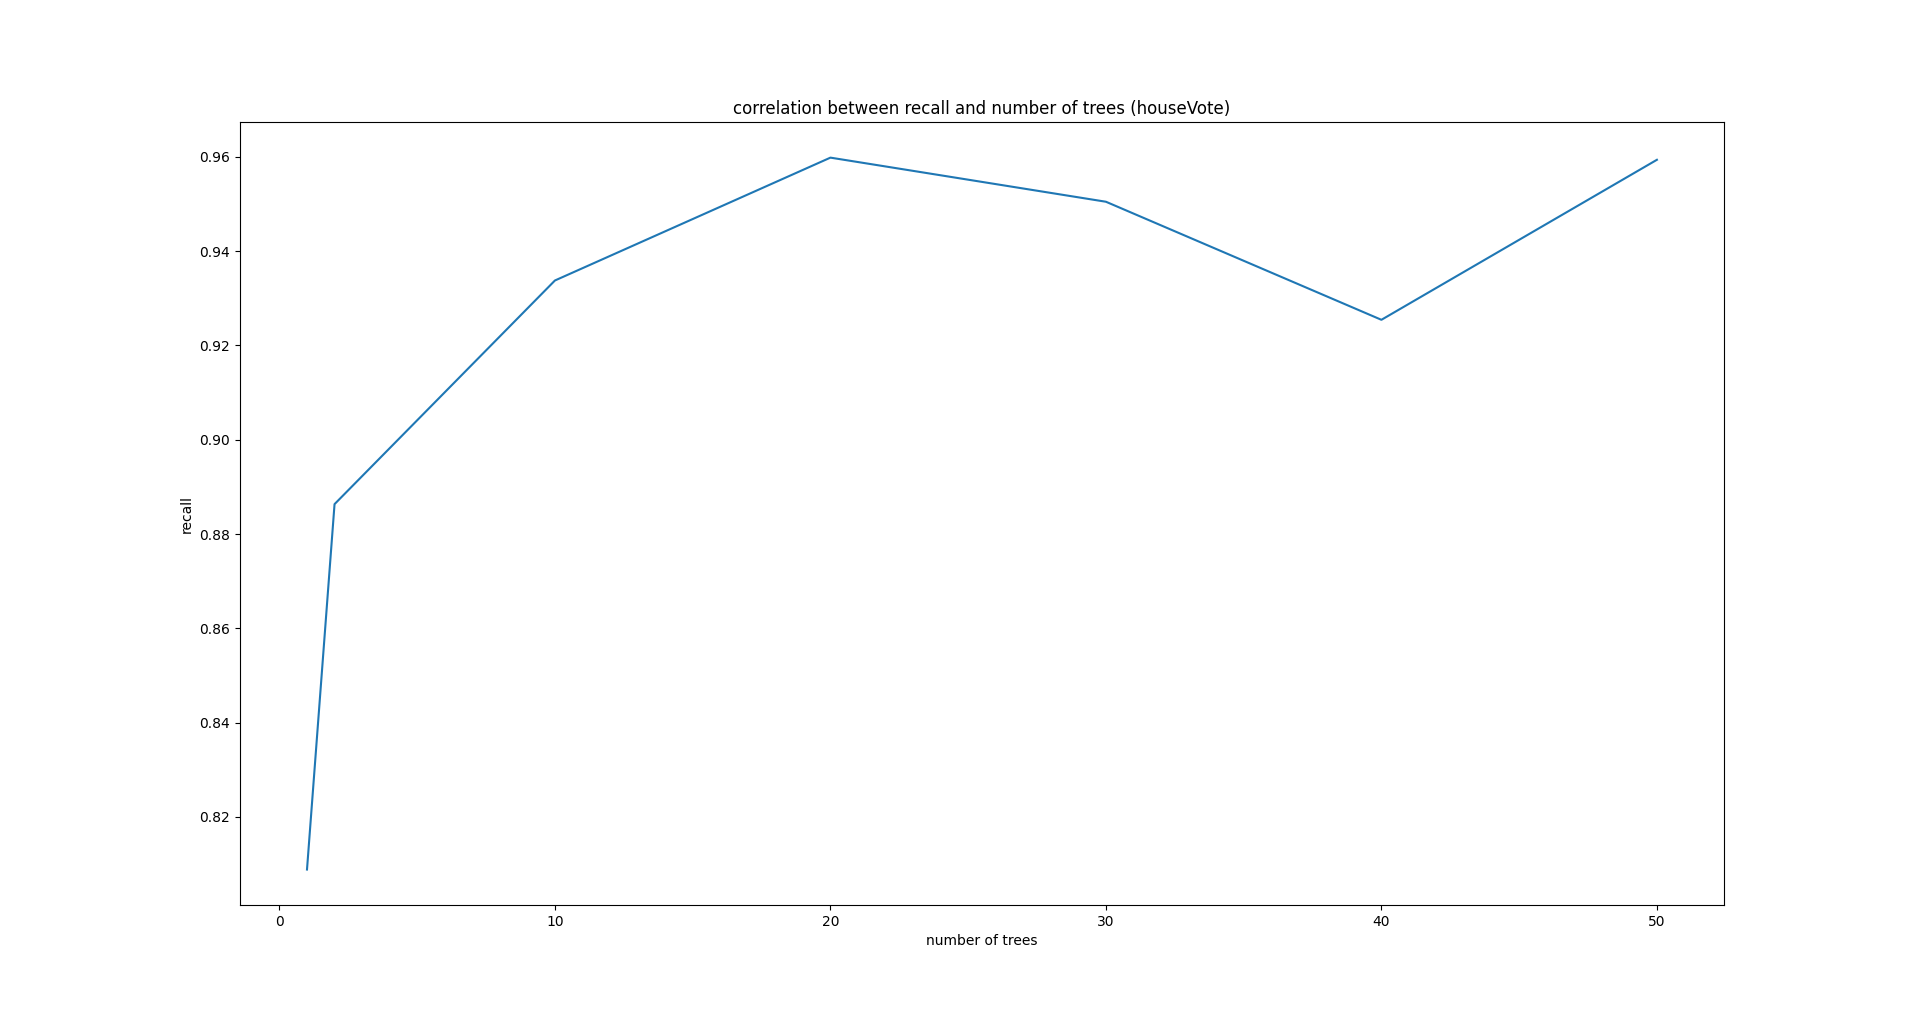 correlation between recall and number of trees (houseVote)
0.96
0.94
0.92
0.90
0.88
0.86
0.84
0.82
recall
0 10 20 30 40 50
number of trees